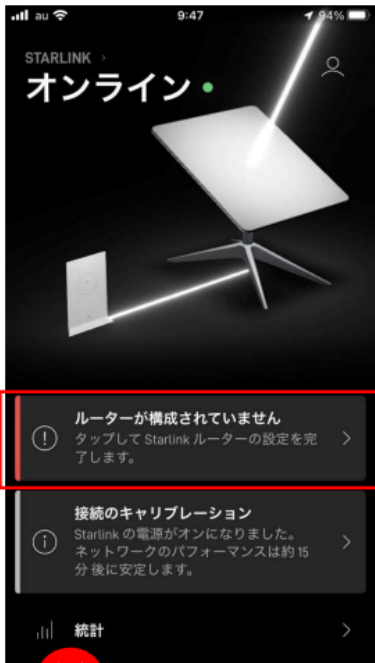 au 9:47 94%
STARLINK >
オンライン
ルーターが構成されていません
タップして Starlink ルーターの設定を完
了します。
接続のキャリブレーション
Starlink の電源がオンになりました。
ネットワークのパフォーマンスは約 15
分後に安定します。
統計